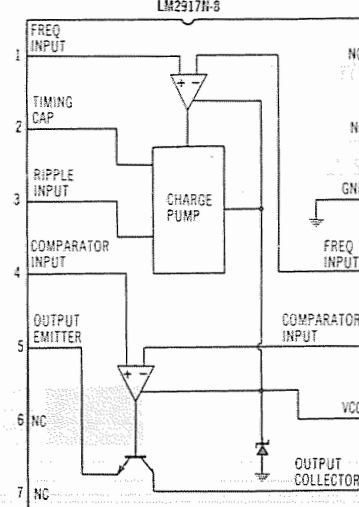 LM2917N-8
FREQ
INPUT
1
TIMING
CAP
2
RIPPLE
INPUT
3
COMPARATOR
INPUT
4
OUTPUT
EMITTER
5
6
NC
7
NC
+ -
CHARGE
PUMP
+ -
NC
N
GND
FREQ
INPUT
COMPARATOR
INPUT
VCC
OUTPUT
COLLECTOR